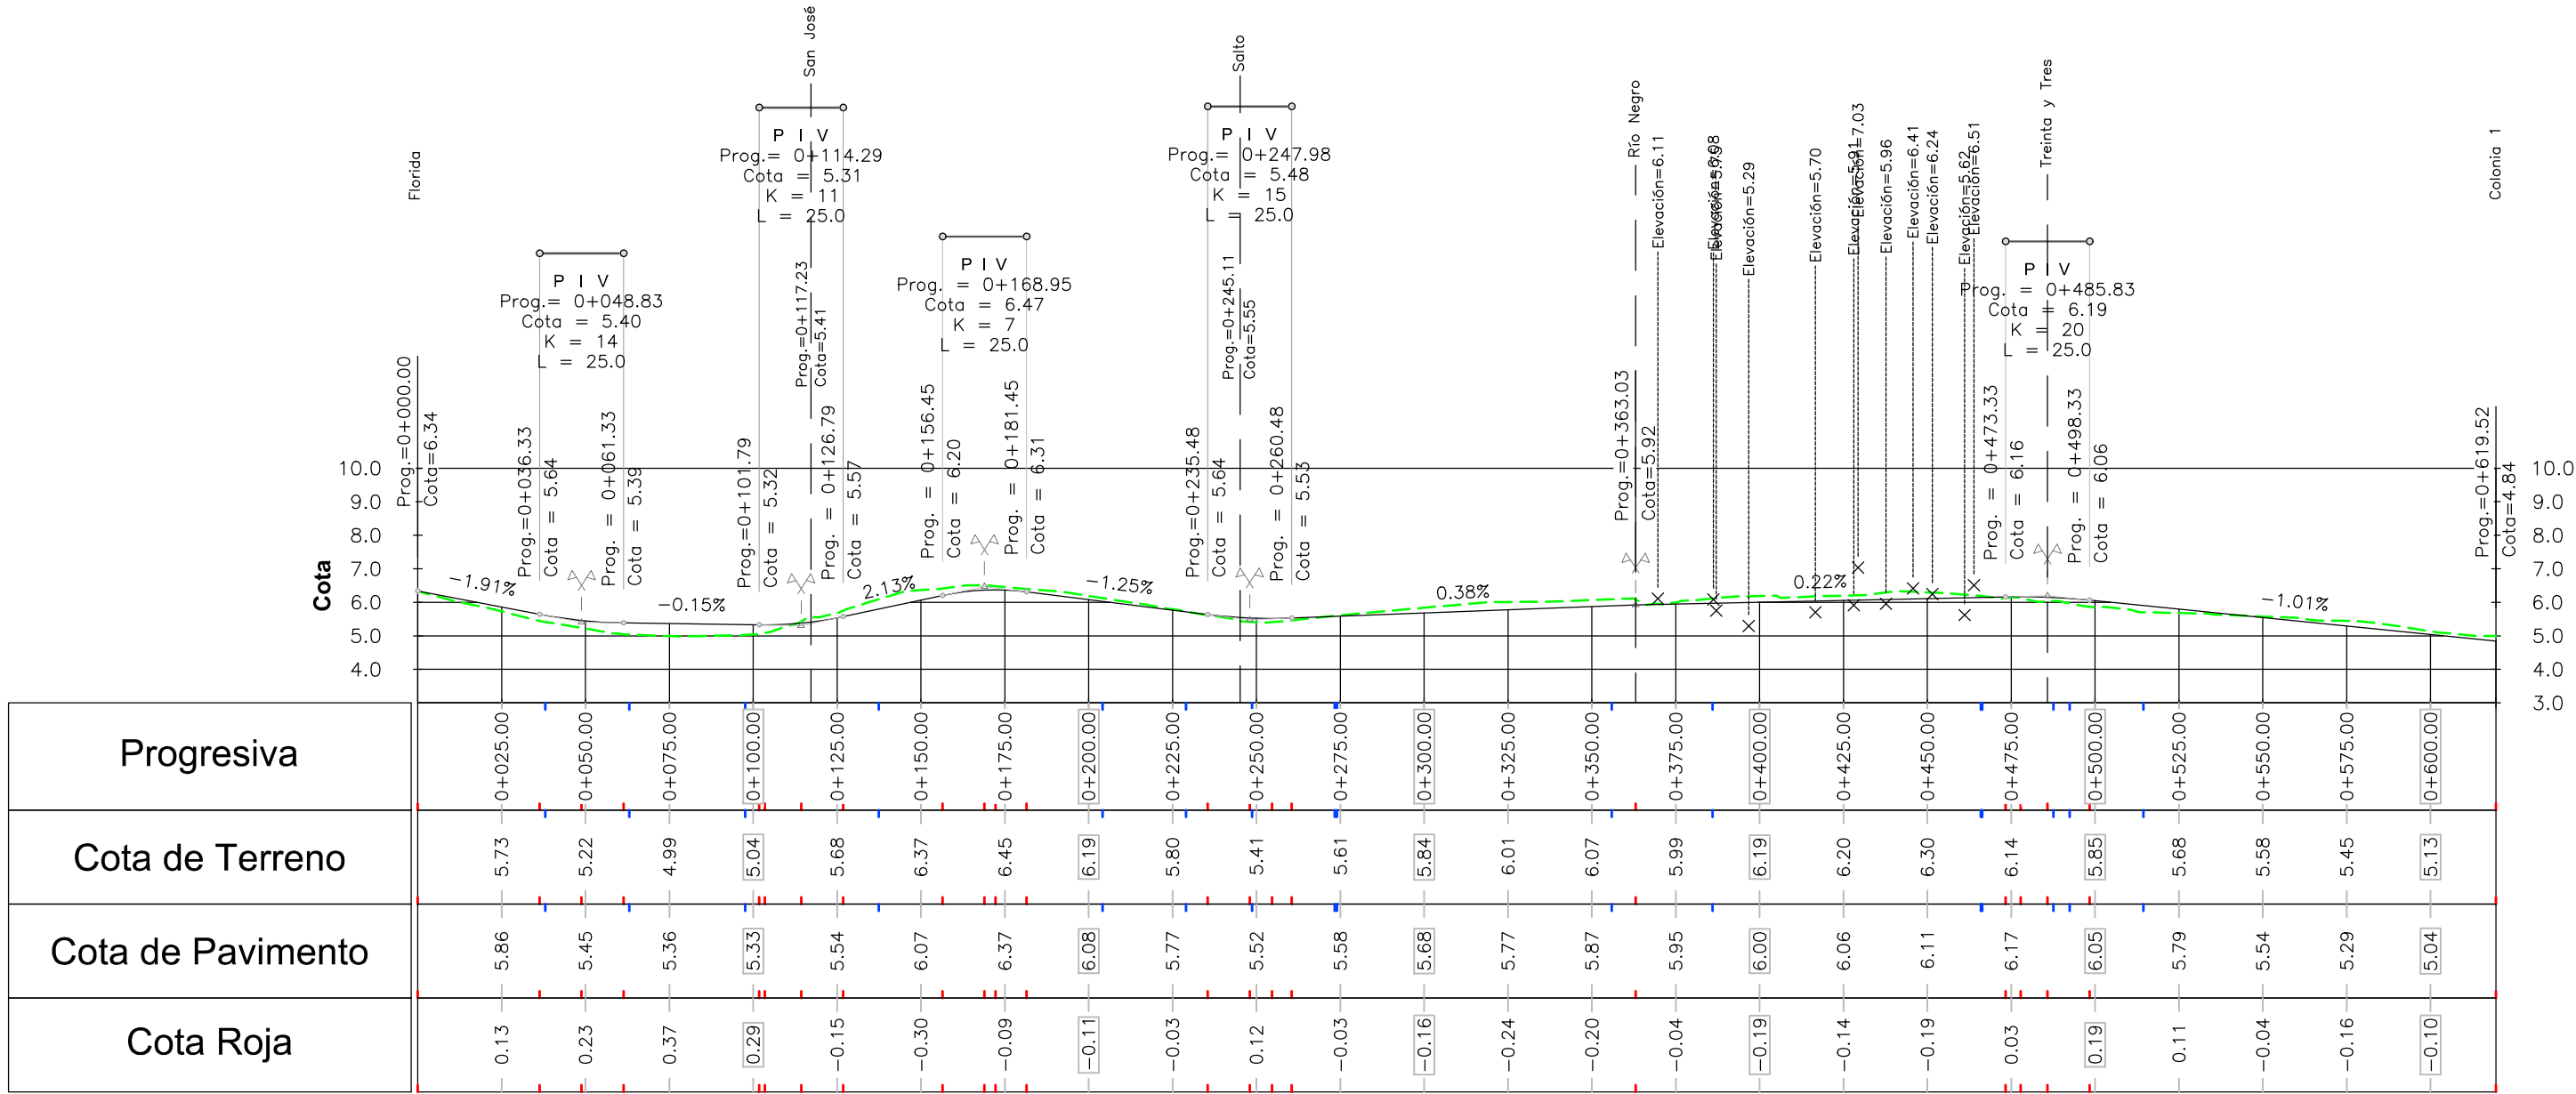 Florida
San José
Salto
Río Negro
Treinta y Tres
Colonia 1
P I V
Prog.= 0+048.83
Cota = 5.40
K = 14
L = 25.0
P I V
Prog.= 0+114.29
Cota = 5.31
K = 11
L = 25.0
P I V
Prog. = 0+168.95
Cota = 6.47
K = 7
L = 25.0
P I V
Prog.= 0+247.98
Cota = 5.48
K = 15
L = 25.0
P I V
Prog. = 0+485.83
Cota = 6.19
K = 20
L = 25.0
Elevación=6.11
Elevación=5.29
Elevación=5.70
Elevación=5.91
Elevación=7.03
Elevación=5.96
Elevación=6.41
Elevación=6.24
Elevación=5.62
Elevación=6.51
Prog.=0+000.00
Cota=6.34
Prog.=0+036.33
Cota = 5.64
Prog. = 0+061.33
Cota = 5.39
Prog.=0+101.79
Cota = 5.32
Prog.=0+117.23
Cota=5.41
Prog. = 0+126.79
Cota = 5.57
Prog. = 0+156.45
Cota = 6.20
Prog. = 0+181.45
Cota = 6.31
Prog.=0+235.48
Cota = 5.64
Prog.=0+245.11
Cota=5.55
Prog. = 0+260.48
Cota = 5.53
Prog.=0+363.03
Cota=5.92
Prog. = 0+473.33
Cota = 6.16
Prog. = 0+498.33
Cota = 6.06
Prog.=0+619.52
Cota=4.84
Cota
10.0
9.0
8.0
7.0
6.0
5.0
4.0
10.0
9.0
8.0
7.0
6.0
5.0
4.0
3.0
-1.91%
-0.15%
2.13%
-1.25%
0.38%
0.22%
-1.01%
Progresiva
0+025.00 0+050.00 0+075.00 0+100.00 0+125.00 0+150.00 0+175.00 0+200.00 0+225.00 0+250.00 0+275.00 0+300.00 0+325.00 0+350.00 0+375.00 0+400.00 0+425.00 0+450.00 0+475.00 0+500.00 0+525.00 0+550.00 0+575.00 0+600.00
Cota de Terreno
5.73 5.22 4.99 5.04 5.68 6.37 6.45 6.19 5.80 5.41 5.61 5.84 6.01 6.07 5.99 6.19 6.20 6.30 6.14 5.85 5.68 5.58 5.45 5.13
Cota de Pavimento
5.86 5.45 5.36 5.33 5.54 6.07 6.37 6.08 5.77 5.52 5.58 5.68 5.77 5.87 5.95 6.00 6.06 6.11 6.17 6.05 5.79 5.54 5.29 5.04
Cota Roja
0.13 0.23 0.37 0.29 -0.15 -0.30 -0.09 -0.11 -0.03 0.12 -0.03 -0.16 -0.24 -0.20 -0.04 -0.19 -0.14 -0.19 0.03 0.19 0.11 -0.04 -0.16 -0.10